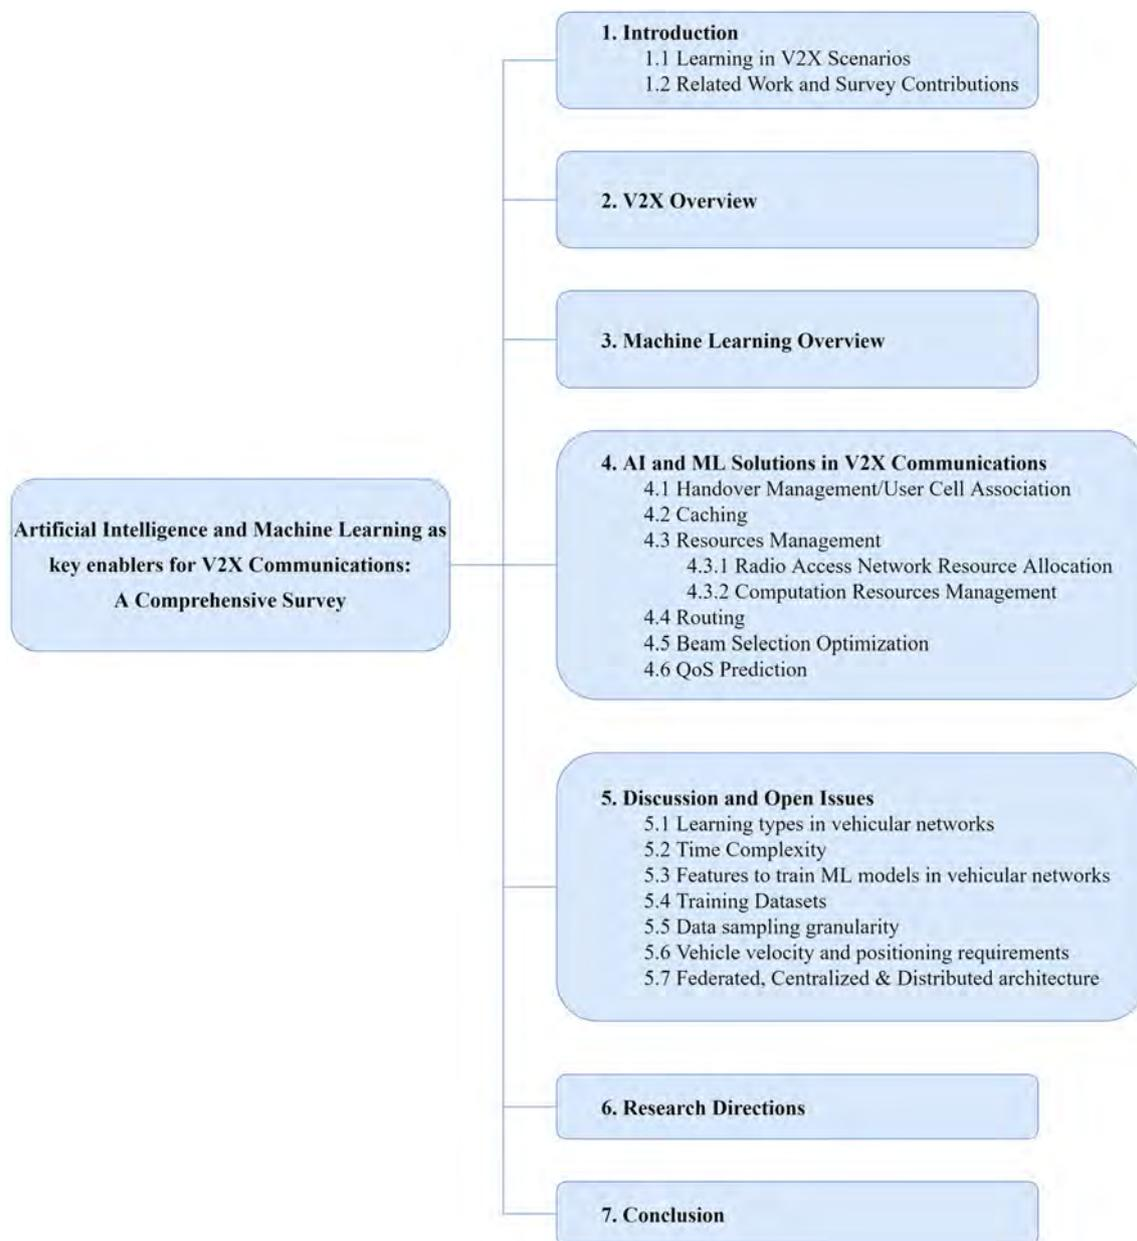 1. Introduction
1.1 Learning in V2X Scenarios
1.2 Related Work and Survey Contributions
2. V2X Overview
3. Machine Learning Overview
Artificial Intelligence and Machine Learning as
key enablers for V2X Communications:
A Comprehensive Survey
4. AI and ML Solutions in V2X Communications
4.1 Handover Management/User Cell Association
4.2 Caching
4.3 Resources Management
4.3.1 Radio Access Network Resource Allocation
4.3.2 Computation Resources Management
4.4 Routing
4.5 Beam Selection Optimization
4.6 QoS Prediction
5. Discussion and Open Issues
5.1 Learning types in vehicular networks
5.2 Time Complexity
5.3 Features to train ML models in vehicular networks
5.4 Training Datasets
5.5 Data sampling granularity
5.6 Vehicle velocity and positioning requirements
5.7 Federated, Centralized & Distributed architecture
6. Research Directions
7. Conclusion